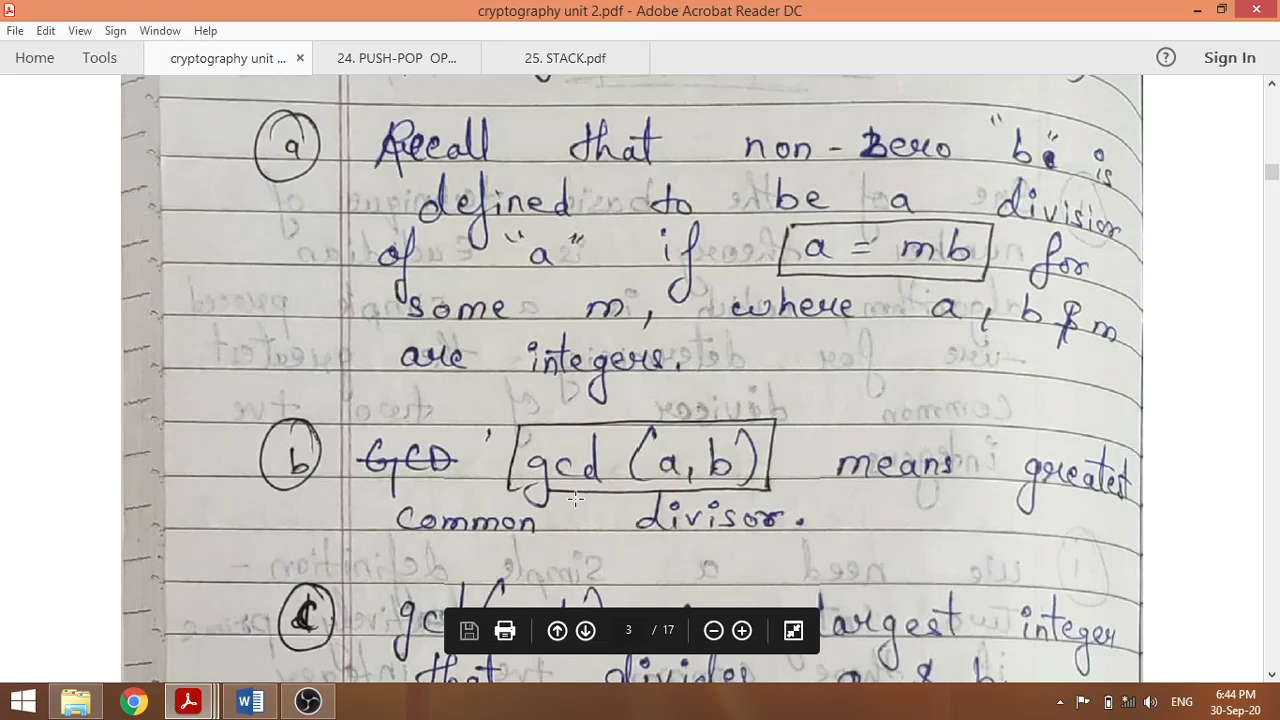 cryptography unit 2.pdf - Adobe Acrobat Reader DC
File Edit View Sign Window Help
Home Tools cryptography unit ... × 24. PUSH-POP OP... 25. STACK.pdf ? Sign In
a Recall that non-zero "b" is
defined to be a division
of "a" if a = mb for
some m, where a, b & m
are integers.
b GCD gcd (a, b) means greatest
common divisor.
c largest integer
that divides a & b
3 / 17
ENG 6:44 PM
30-Sep-20